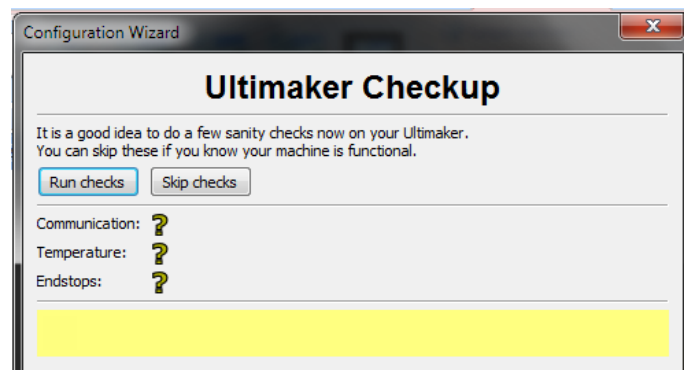 Configuration Wizard
Ultimaker Checkup
It is a good idea to do a few sanity checks now on your Ultimaker.
You can skip these if you know your machine is functional.
Run checks Skip checks
Communication: ?
Temperature: ?
Endstops: ?